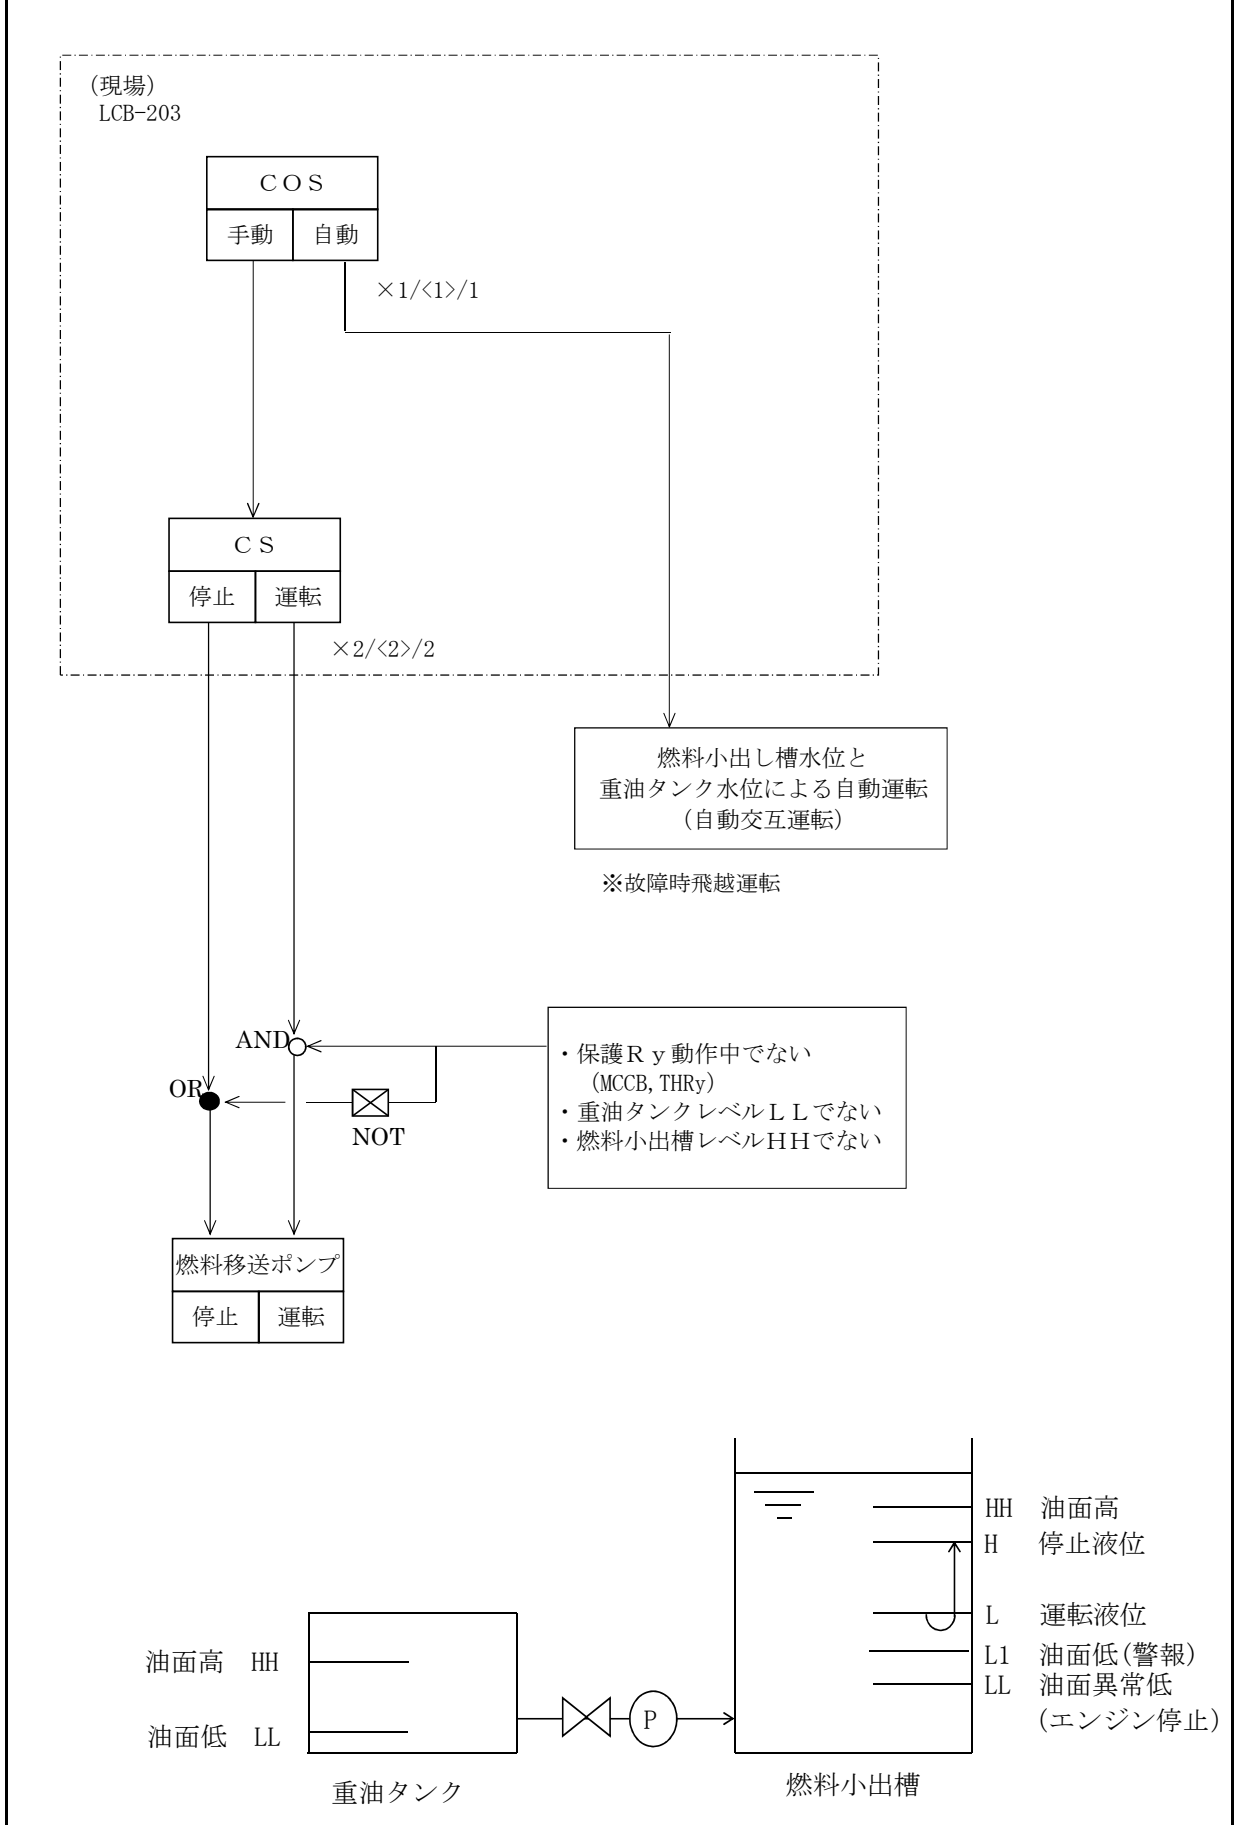 (現場)
LCB-203
ＣＯＳ
手動 自動
×1/<1>/1
ＣＳ
停止 運転
×2/<2>/2
燃料小出し槽水位と
重油タンク水位による自動運転
(自動交互運転)
※故障時飛越運転
AND
OR
NOT
・保護Ｒｙ動作中でない
(MCCB,THRy)
・重油タンクレベルＬＬでない
・燃料小出槽レベルＨＨでない
燃料移送ポンプ
停止 運転
HH 油面高
H 停止液位
L 運転液位
L1 油面低(警報)
LL 油面異常低
(エンジン停止)
油面高 HH
油面低 LL
P
重油タンク
燃料小出槽